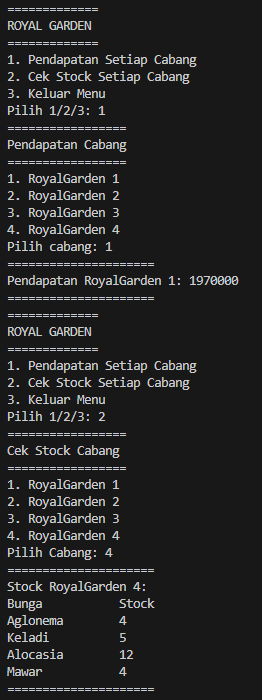 =============
ROYAL GARDEN
=============
1. Pendapatan Setiap Cabang
2. Cek Stock Setiap Cabang
3. Keluar Menu
Pilih 1/2/3: 1
=================
Pendapatan Cabang
=================
1. RoyalGarden 1
2. RoyalGarden 2
3. RoyalGarden 3
4. RoyalGarden 4
Pilih cabang: 1
=====================
Pendapatan RoyalGarden 1: 1970000
=====================
=============
ROYAL GARDEN
=============
1. Pendapatan Setiap Cabang
2. Cek Stock Setiap Cabang
3. Keluar Menu
Pilih 1/2/3: 2
=================
Cek Stock Cabang
=================
1. RoyalGarden 1
2. RoyalGarden 2
3. RoyalGarden 3
4. RoyalGarden 4
Pilih Cabang: 4
=====================
Stock RoyalGarden 4:
Bunga           Stock
Aglonema        4
Keladi          5
Alocasia        12
Mawar           4
=====================